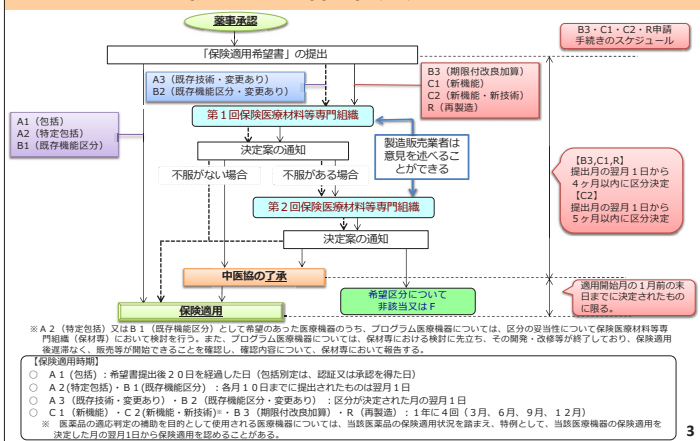 薬事承認
B3・C1・C2・R申請
手続きのスケジュール
「保険適用希望書」の提出
A3（既存技術・変更あり）
B2（既存機能区分・変更あり）
B3（期限付改良加算）
C1（新機能）
C2（新機能・新技術）
R（再製造）
A1（包括）
A2（特定包括）
B1（既存機能区分）
第１回保険医療材料等専門組織
決定案の通知
製造販売業者は
意見を述べるこ
とができる
不服がない場合
不服がある場合
【B3,C1,R】
提出月の翌月１日から
４ヶ月以内に区分決定
【C2】
提出月の翌月１日から
５ヶ月以内に区分決定
第２回保険医療材料等専門組織
決定案の通知
中医協の了承
希望区分について
非該当又はＦ
適用開始月の１月前の末
日までに決定されたもの
に限る。
保険適用
※Ａ２（特定包括）又はＢ１（既存機能区分）として希望のあった医療機器のうち、プログラム医療機器については、区分の妥当性について保険医療材料等専
門組織（保材専）において検討を行う。また、プログラム医療機器については、保材専における検討に先立ち、その開発・改修等が終了しており、保険適用
後遅滞なく、販売等が開始できることを確認し、確認内容について、保材専において報告する。
【保険適用時期】
○ Ａ1 (包括) ：希望書提出後２０日を経過した日（包括別定は、認証又は承認を得た日）
○ Ａ２(特定包括)・Ｂ１(既存機能区分) ：各月１０日までに提出されたものは翌月１日
○ Ａ３（既存技術・変更あり）・Ｂ２（既存機能区分・変更あり）：区分が決定された月の翌月１日
○ Ｃ１（新機能）・Ｃ２(新機能・新技術)※・Ｂ３（期限付改良加算）・Ｒ（再製造）：１年に４回（３月、６月、９月、１２月）
※ 医薬品の適応判定の補助を目的として使用される医療機器については、当該医薬品の保険適用状況を踏まえ、特例として、当該医療機器の保険適用を
決定した月の翌月1日から保険適用を認めることがある。
3